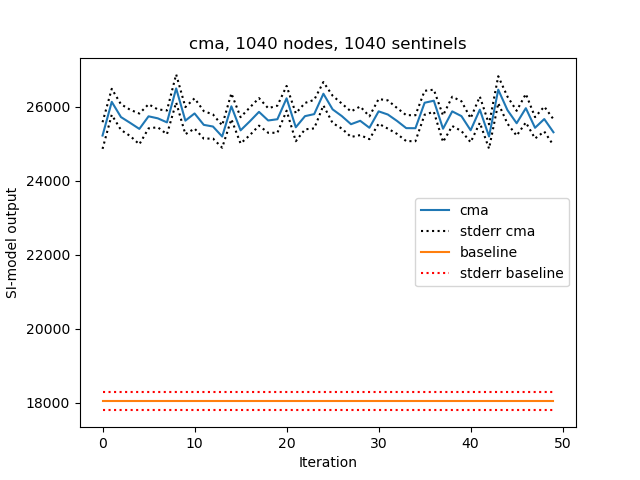 cma, 1040 nodes, 1040 sentinels
SI-model output
26000
24000
22000
20000
18000
cma
stderr cma
baseline
stderr baseline
0 10 20 30 40 50
Iteration